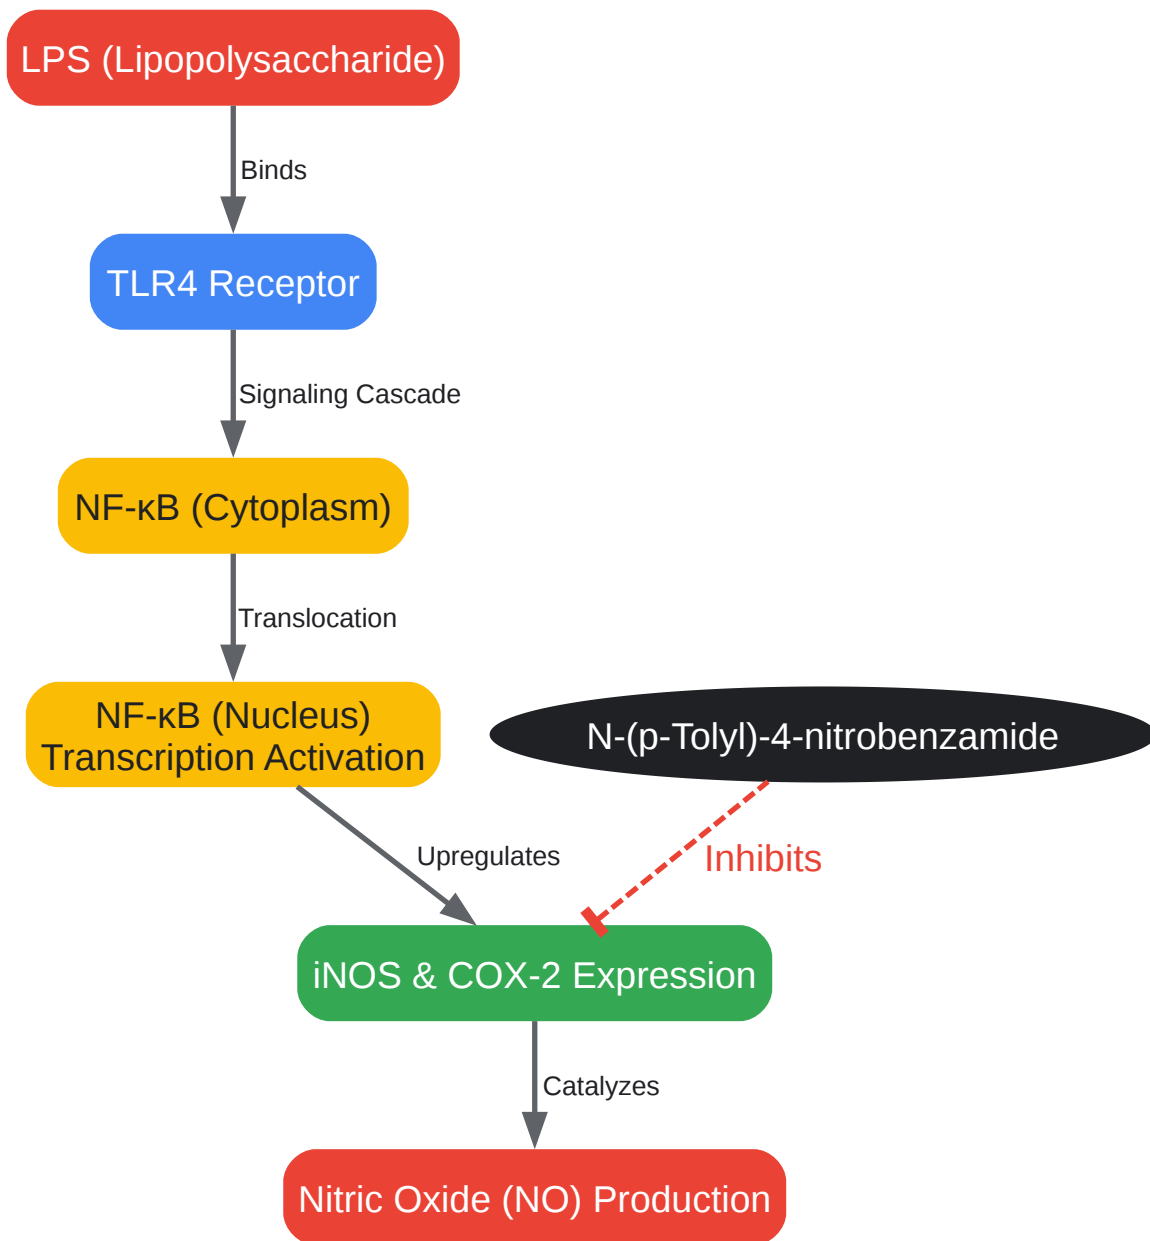 LPS (Lipopolysaccharide)
Binds
TLR4 Receptor
Signaling Cascade
NF-κB (Cytoplasm)
Translocation
NF-κB (Nucleus)
Transcription Activation
N-(p-Tolyl)-4-nitrobenzamide
Upregulates
Inhibits
iNOS & COX-2 Expression
Catalyzes
Nitric Oxide (NO) Production